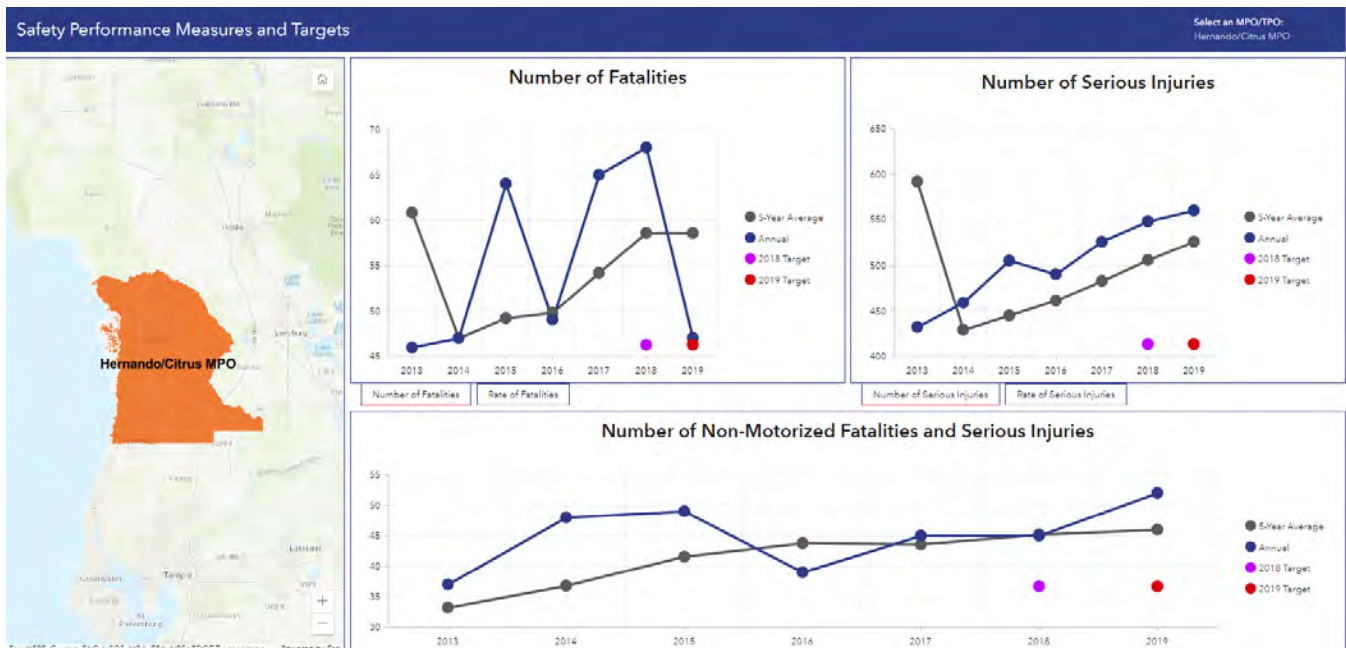 Safety Performance Measures and Targets
Select an MPO/TPO:
Hernando/Citrus MPO
Hernando/Citrus MPO
Tampa
Petersburg
+
−
Number of Fatalities
70
65
60
55
50
45
2013 2014 2015 2016 2017 2018 2019
5-Year Average
Annual
2018 Target
2019 Target
Number of Fatalities
Rate of Fatalities
Number of Serious Injuries
650
600
550
500
450
400
2013 2014 2015 2016 2017 2018 2019
5-Year Average
Annual
2018 Target
2019 Target
Number of Serious Injuries
Rate of Serious Injuries
Number of Non-Motorized Fatalities and Serious Injuries
55
50
45
40
35
30
2013 2014 2015 2016 2017 2018 2019
5-Year Average
Annual
2018 Target
2019 Target